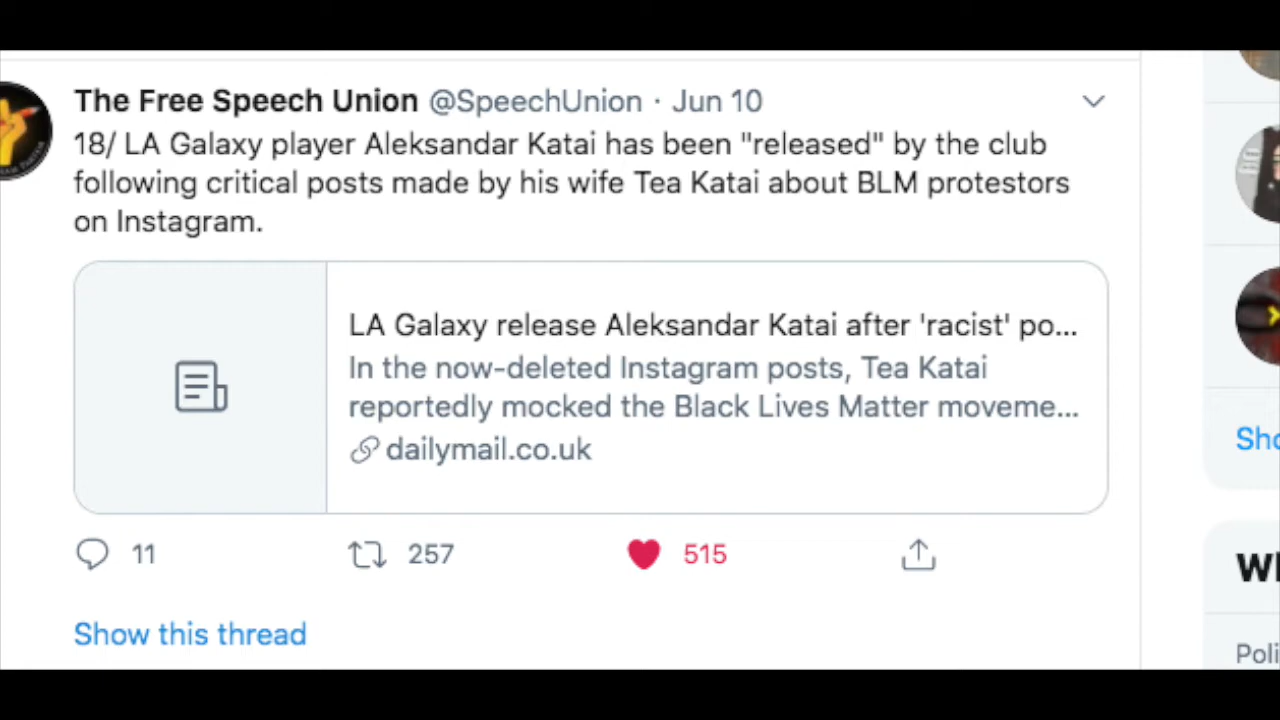 The Free Speech Union @SpeechUnion · Jun 10
18/ LA Galaxy player Aleksandar Katai has been "released" by the club
following critical posts made by his wife Tea Katai about BLM protestors
on Instagram.
LA Galaxy release Aleksandar Katai after 'racist' po...
In the now-deleted Instagram posts, Tea Katai
reportedly mocked the Black Lives Matter moveme...
dailymail.co.uk
11 257 515
Show this thread